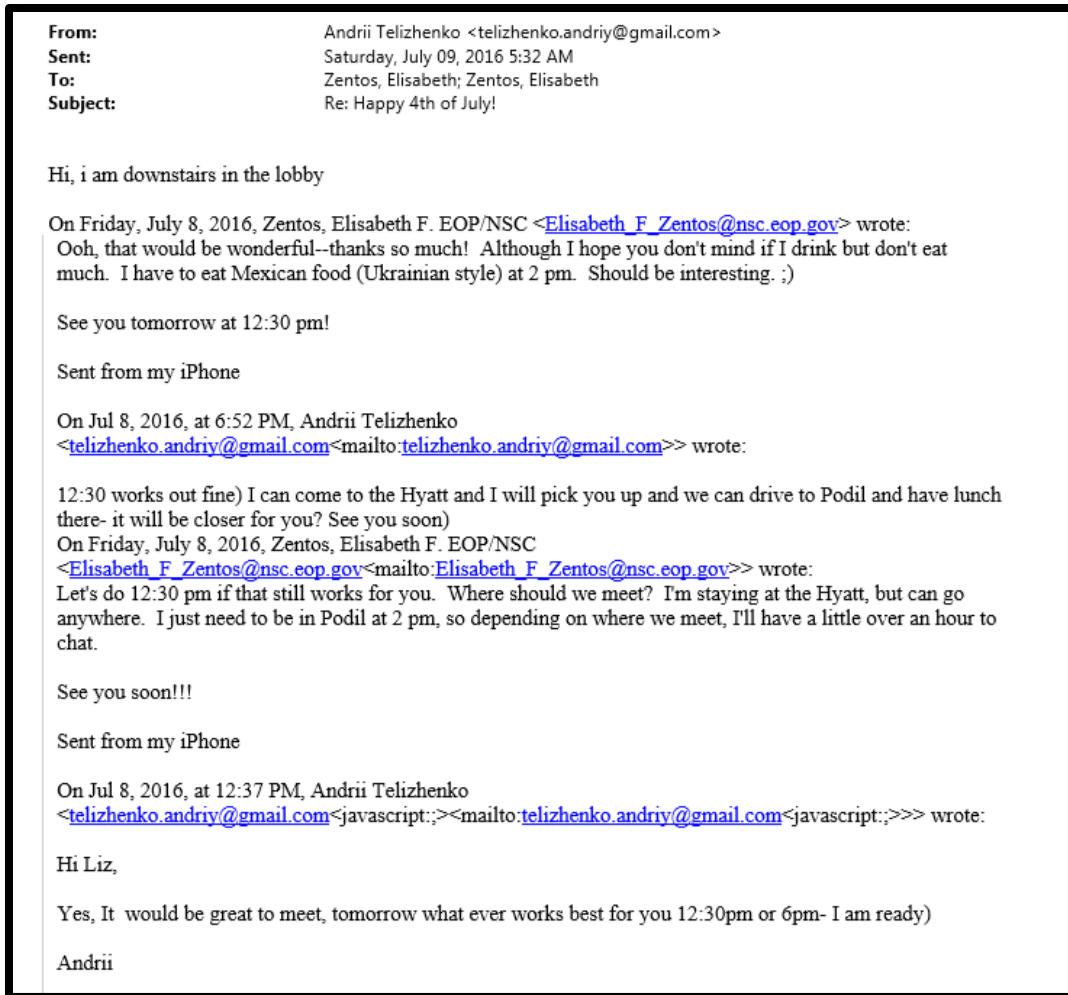 From: Andrii Telizhenko <telizhenko.andriy@gmail.com>
Sent: Saturday, July 09, 2016 5:32 AM
To: Zentos, Elisabeth; Zentos, Elisabeth
Subject: Re: Happy 4th of July!
Hi, i am downstairs in the lobby
On Friday, July 8, 2016, Zentos, Elisabeth F. EOP/NSC <Elisabeth_F_Zentos@nsc.eop.gov> wrote:
Ooh, that would be wonderful--thanks so much!  Although I hope you don't mind if I drink but don't eat
much.  I have to eat Mexican food (Ukrainian style) at 2 pm.  Should be interesting. ;)
See you tomorrow at 12:30 pm!
Sent from my iPhone
On Jul 8, 2016, at 6:52 PM, Andrii Telizhenko
<telizhenko.andriy@gmail.com<mailto:telizhenko.andriy@gmail.com>> wrote:
12:30 works out fine) I can come to the Hyatt and I will pick you up and we can drive to Podil and have lunch
there- it will be closer for you? See you soon)
On Friday, July 8, 2016, Zentos, Elisabeth F. EOP/NSC
<Elisabeth_F_Zentos@nsc.eop.gov<mailto:Elisabeth_F_Zentos@nsc.eop.gov>> wrote:
Let's do 12:30 pm if that still works for you.  Where should we meet?  I'm staying at the Hyatt, but can go
anywhere.  I just need to be in Podil at 2 pm, so depending on where we meet, I'll have a little over an hour to
chat.
See you soon!!!
Sent from my iPhone
On Jul 8, 2016, at 12:37 PM, Andrii Telizhenko
<telizhenko.andriy@gmail.com<javascript:;><mailto:telizhenko.andriy@gmail.com<javascript:;>>> wrote:
Hi Liz,
Yes, It  would be great to meet, tomorrow what ever works best for you 12:30pm or 6pm- I am ready)
Andrii